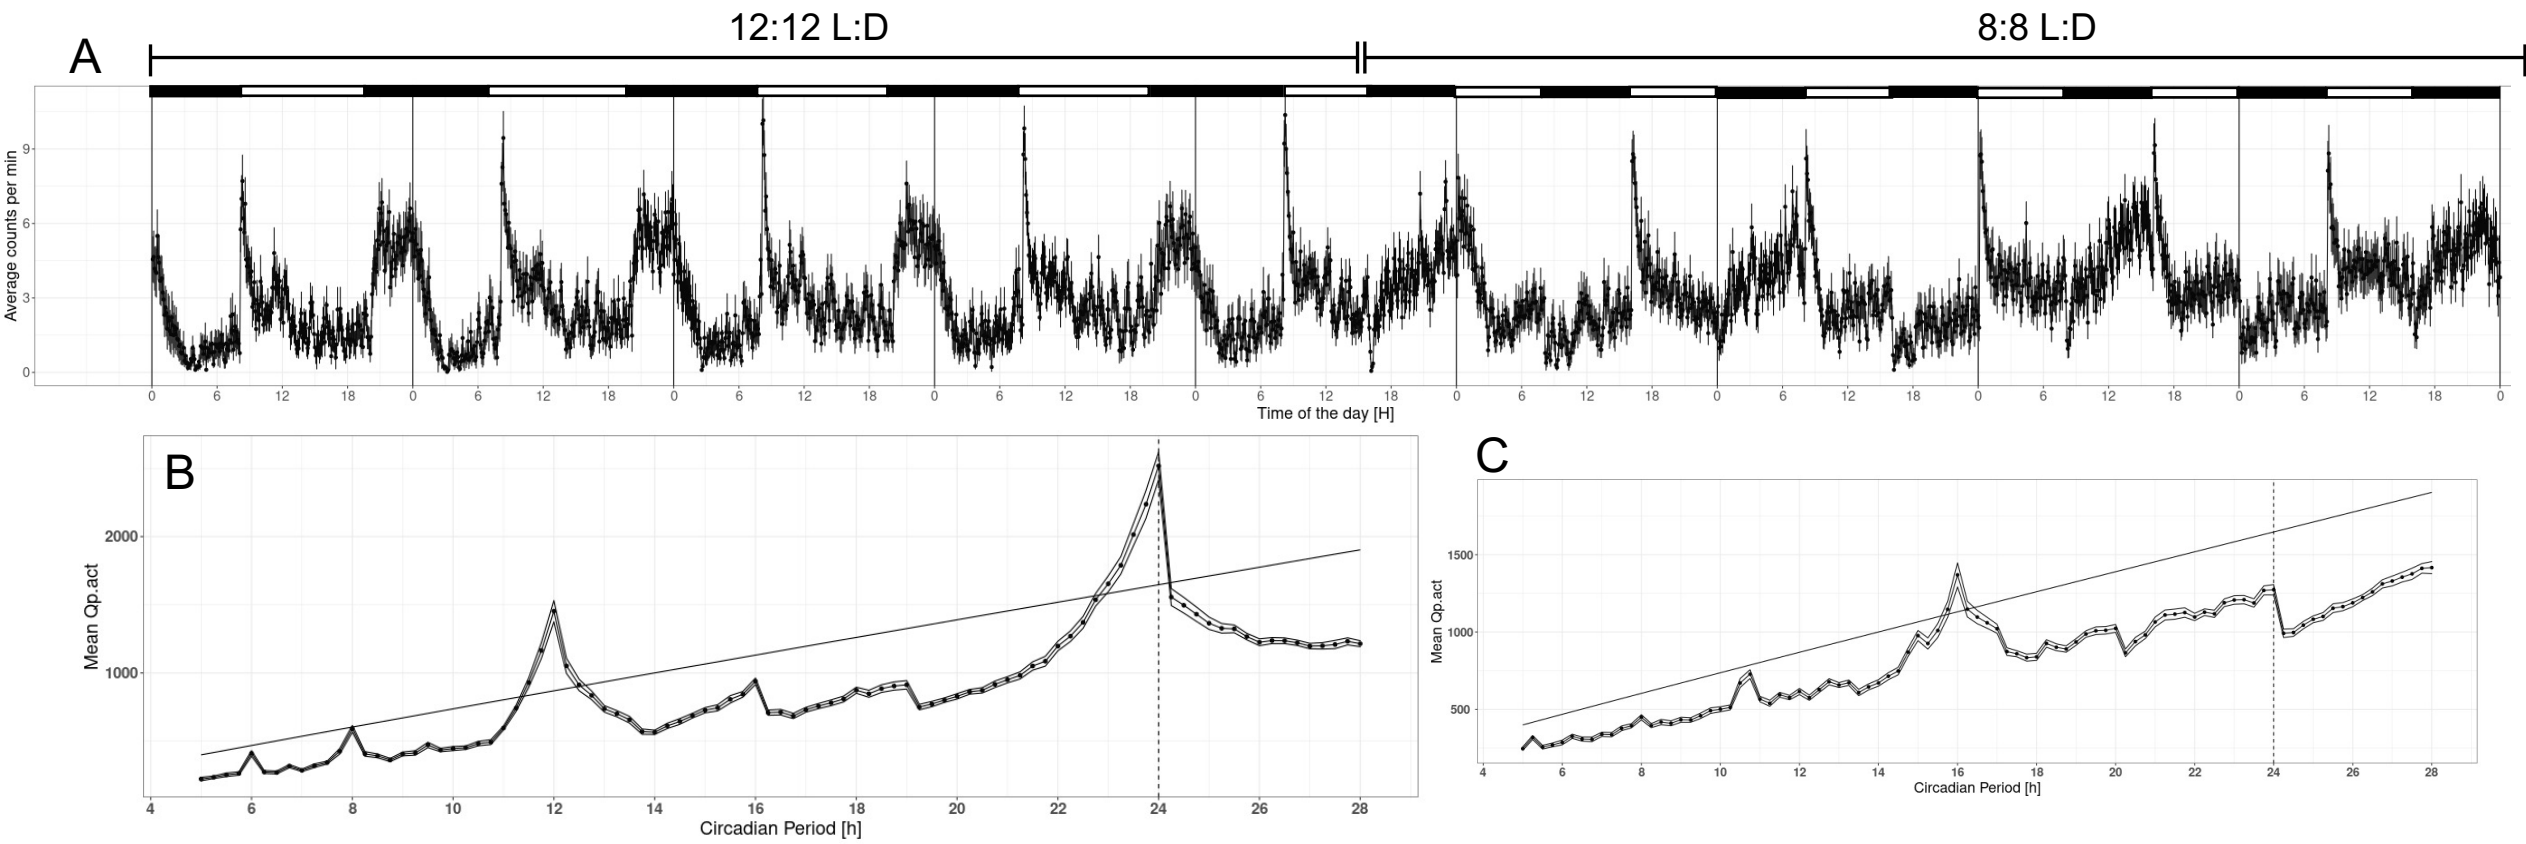 12:12 L:D 8:8 L:D
A
Average counts per min
9
6
3
0
0 6 12 18 0 6 12 18 0 6 12 18 0 6 12 18 0 6 12 18 0 6 12 18 0 6 12 18 0 6 12 18 0 6 12 18 0
Time of the day [H]
B
Mean Qp.act
2000
1000
4 6 8 10 12 14 16 18 20 22 24 26 28
Circadian Period [h]
C
Mean Qp.act
1500
1000
500
4 6 8 10 12 14 16 18 20 22 24 26 28
Circadian Period [h]